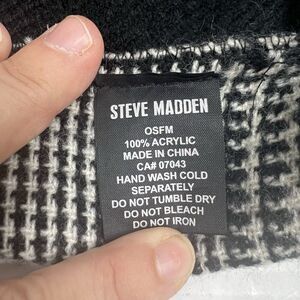 STEVE MADDEN
OSFM
100% ACRYLIC
MADE IN CHINA
CA# 07043
HAND WASH COLD
SEPARATELY
DO NOT TUMBLE DRY
DO NOT BLEACH
DO NOT IRON